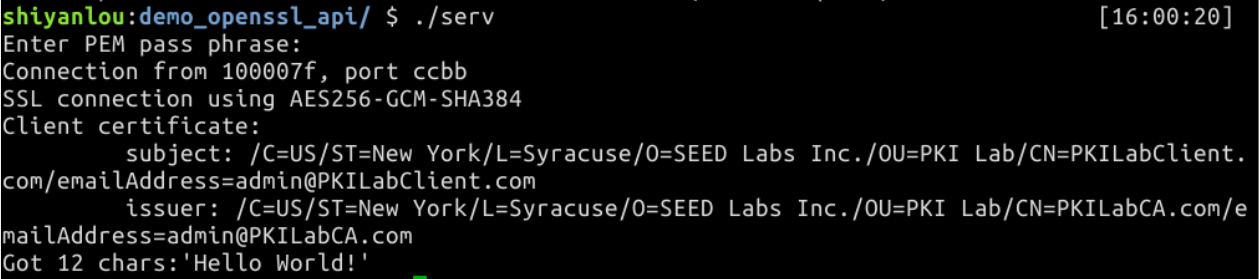 shiyanlou:demo_openssl_api/ $ ./serv [16:00:20]
Enter PEM pass phrase:
Connection from 100007f, port ccbb
SSL connection using AES256-GCM-SHA384
Client certificate:
subject: /C=US/ST=New York/L=Syracuse/O=SEED Labs Inc./OU=PKI Lab/CN=PKILabClient.
com/emailAddress=admin@PKILabClient.com
issuer: /C=US/ST=New York/L=Syracuse/O=SEED Labs Inc./OU=PKI Lab/CN=PKILabCA.com/e
mailAddress=admin@PKILabCA.com
Got 12 chars:'Hello World!'